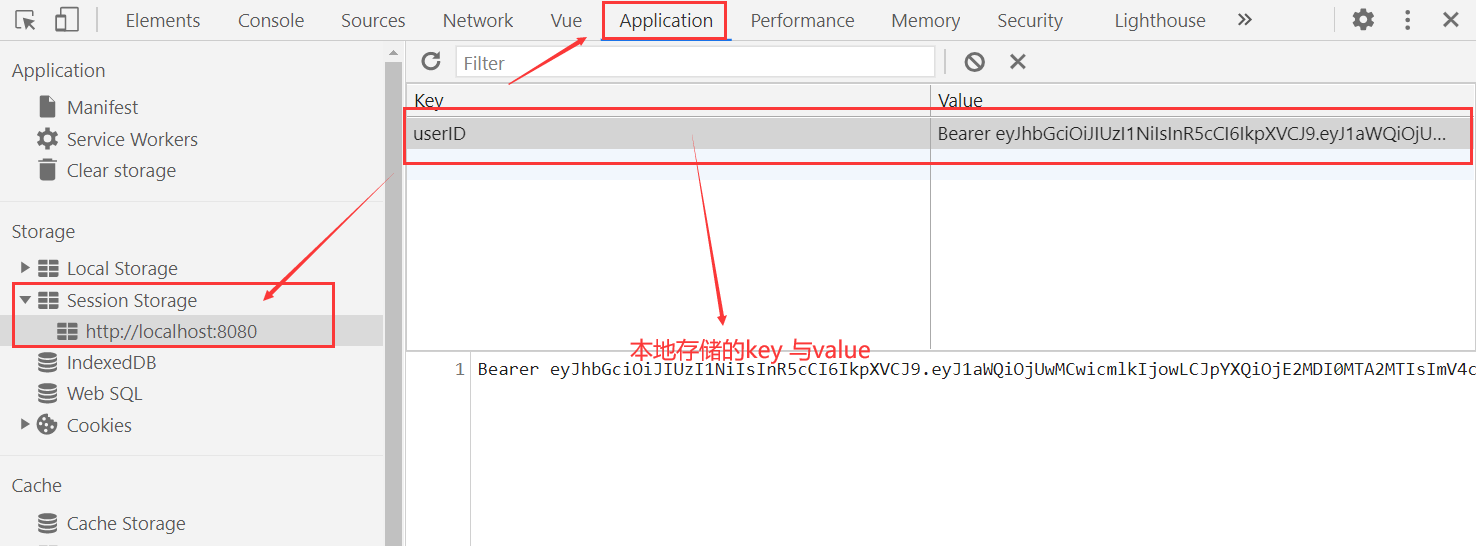 Elements Console Sources Network Vue Application Performance Memory Security Lighthouse
Application
Manifest
Service Workers
Clear storage
Storage
Local Storage
Session Storage
http://localhost:8080
IndexedDB
Web SQL
Cookies
Cache
Cache Storage
Filter
Key Value
userID Bearer eyJhbGciOiJIUzI1NiIsInR5cCI6IkpXVCJ9.eyJ1aWQiOjU...
本地存储的key 与value
1 Bearer eyJhbGciOiJIUzI1NiIsInR5cCI6IkpXVCJ9.eyJ1aWQiOjUwMCwicmlkIjowLCJpYXQiOjE2MDI0MTA2MTIsImV4c